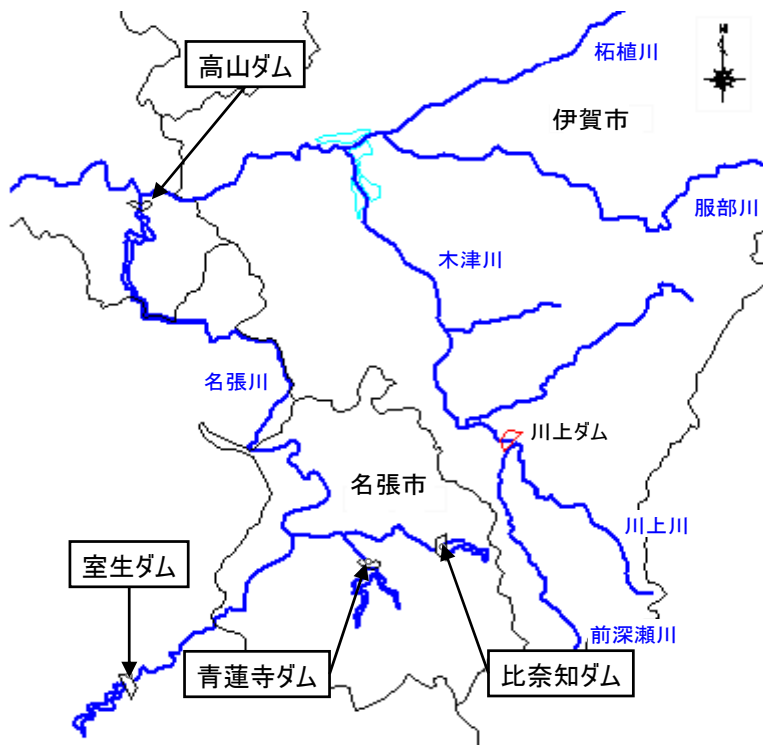 柘植川
高山ダム
伊賀市
服部川
木津川
名張川
川上ダム
名張市
川上川
室生ダム
前深瀬川
青蓮寺ダム
比奈知ダム